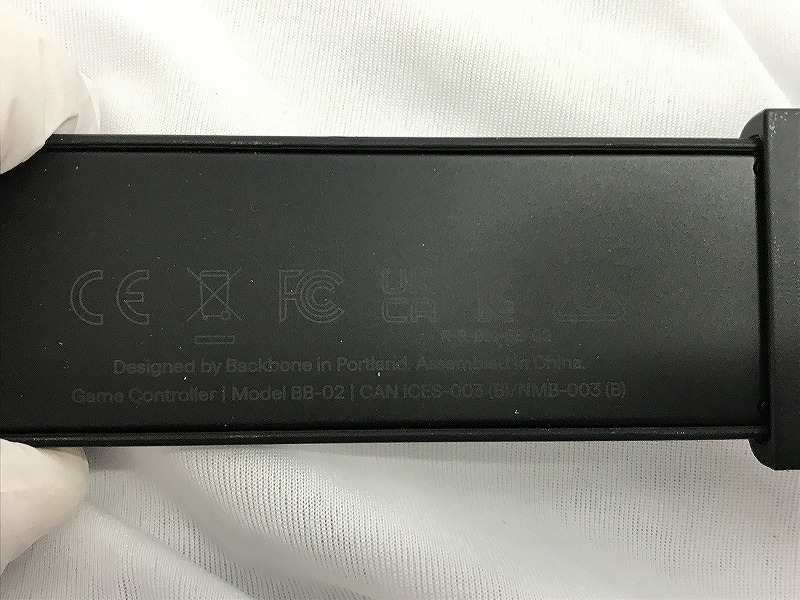 CE FC UK CA
Designed by Backbone in Portland. Assembled in China.
Game Controller | Model BB-02 | CAN ICES-003 (B)/NMB-003 (B)